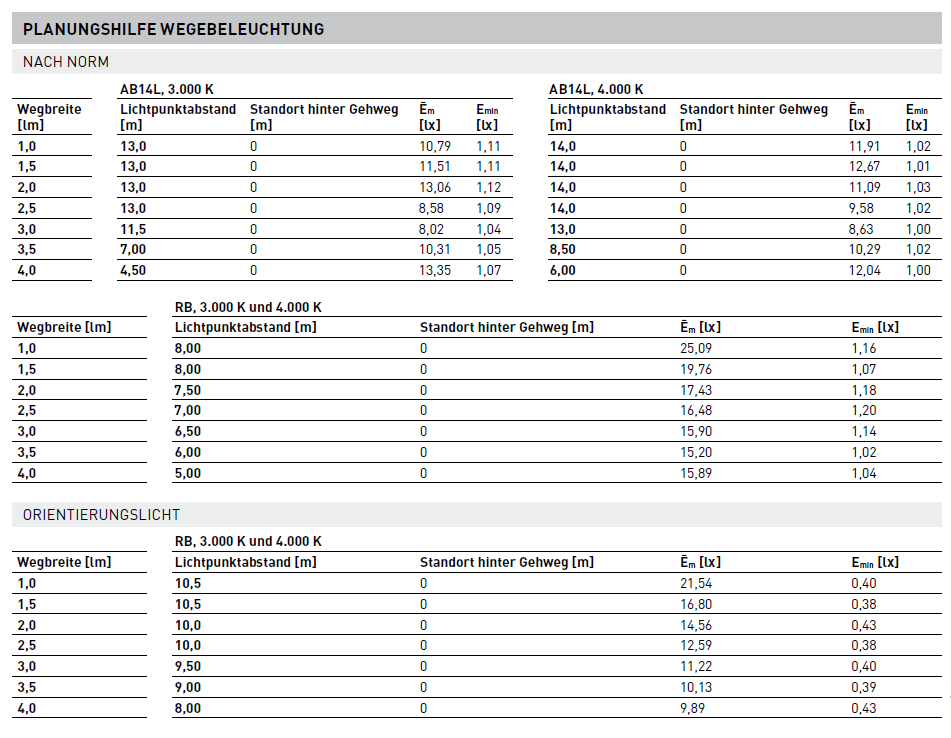 PLANUNGSHILFE WEGEBELEUCHTUNG
NACH NORM
AB14L, 3.000 K AB14L, 4.000 K
Wegbreite Lichtpunktabstand Standort hinter Gehweg Ēm Emin Lichtpunktabstand Standort hinter Gehweg Ēm Emin
[lm] [m] [m] [lx] [lx] [m] [m] [lx] [lx]
1,0 13,0 0 10,79 1,11 14,0 0 11,91 1,02
1,5 13,0 0 11,51 1,11 14,0 0 12,67 1,01
2,0 13,0 0 13,06 1,12 14,0 0 11,09 1,03
2,5 13,0 0 8,58 1,09 14,0 0 9,58 1,02
3,0 11,5 0 8,02 1,04 13,0 0 8,63 1,00
3,5 7,00 0 10,31 1,05 8,50 0 10,29 1,02
4,0 4,50 0 13,35 1,07 6,00 0 12,04 1,00
RB, 3.000 K und 4.000 K
Wegbreite [lm] Lichtpunktabstand [m] Standort hinter Gehweg [m] Ēm [lx] Emin [lx]
1,0 8,00 0 25,09 1,16
1,5 8,00 0 19,76 1,07
2,0 7,50 0 17,43 1,18
2,5 7,00 0 16,48 1,20
3,0 6,50 0 15,90 1,14
3,5 6,00 0 15,20 1,02
4,0 5,00 0 15,89 1,04
ORIENTIERUNGSLICHT
RB, 3.000 K und 4.000 K
Wegbreite [lm] Lichtpunktabstand [m] Standort hinter Gehweg [m] Ēm [lx] Emin [lx]
1,0 10,5 0 21,54 0,40
1,5 10,5 0 16,80 0,38
2,0 10,0 0 14,56 0,43
2,5 10,0 0 12,59 0,38
3,0 9,50 0 11,22 0,40
3,5 9,00 0 10,13 0,39
4,0 8,00 0 9,89 0,43